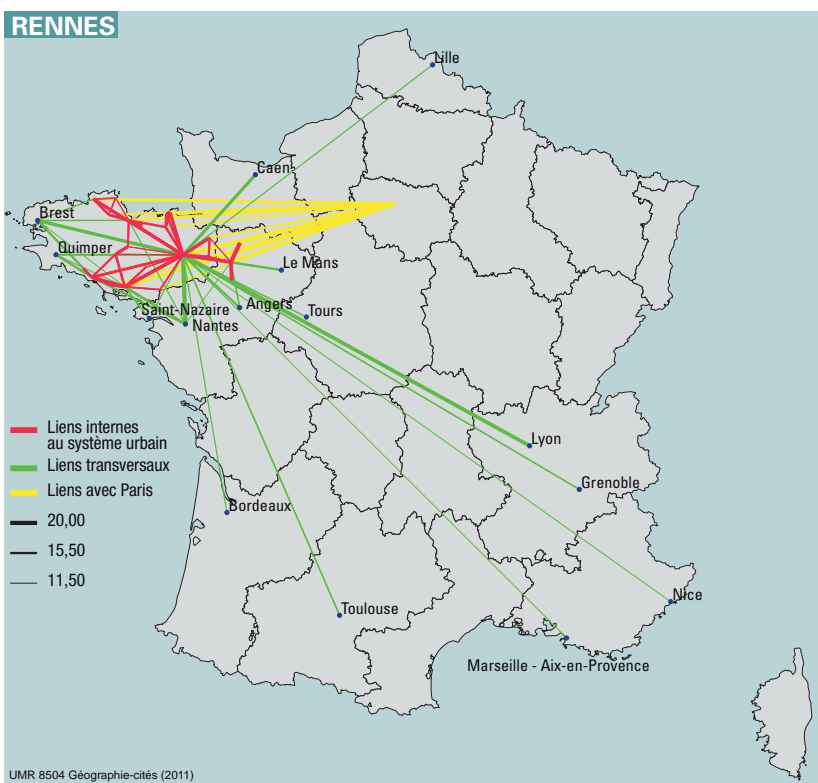 RENNES
Lille
Caen
Brest
Quimper
Le Mans
Saint-Nazaire
Angers
Tours
Nantes
Liens internes
au système urbain
Liens transversaux
Liens avec Paris
20,00
15,50
11,50
Lyon
Grenoble
Bordeaux
Toulouse
Nice
Marseille - Aix-en-Provence
UMR 8504 Géographie-cités (2011)